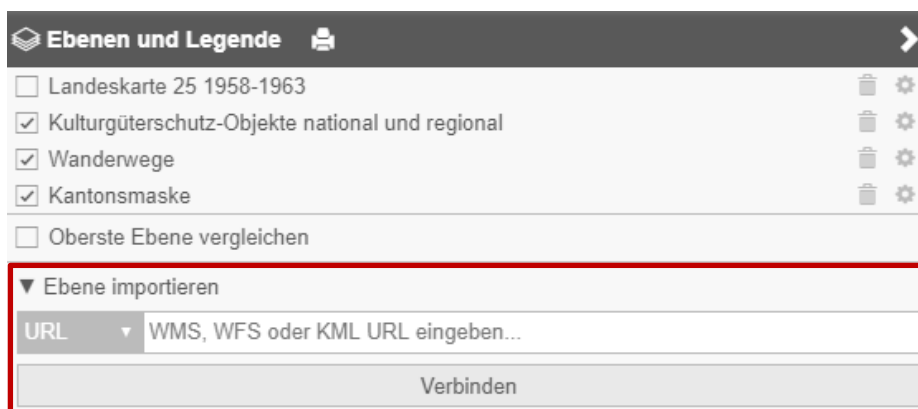 Ebenen und Legende
Landeskarte 25 1958-1963
Kulturgüterschutz-Objekte national und regional
Wanderwege
Kantonsmaske
Oberste Ebene vergleichen
▼ Ebene importieren
URL ▼ WMS, WFS oder KML URL eingeben...
Verbinden